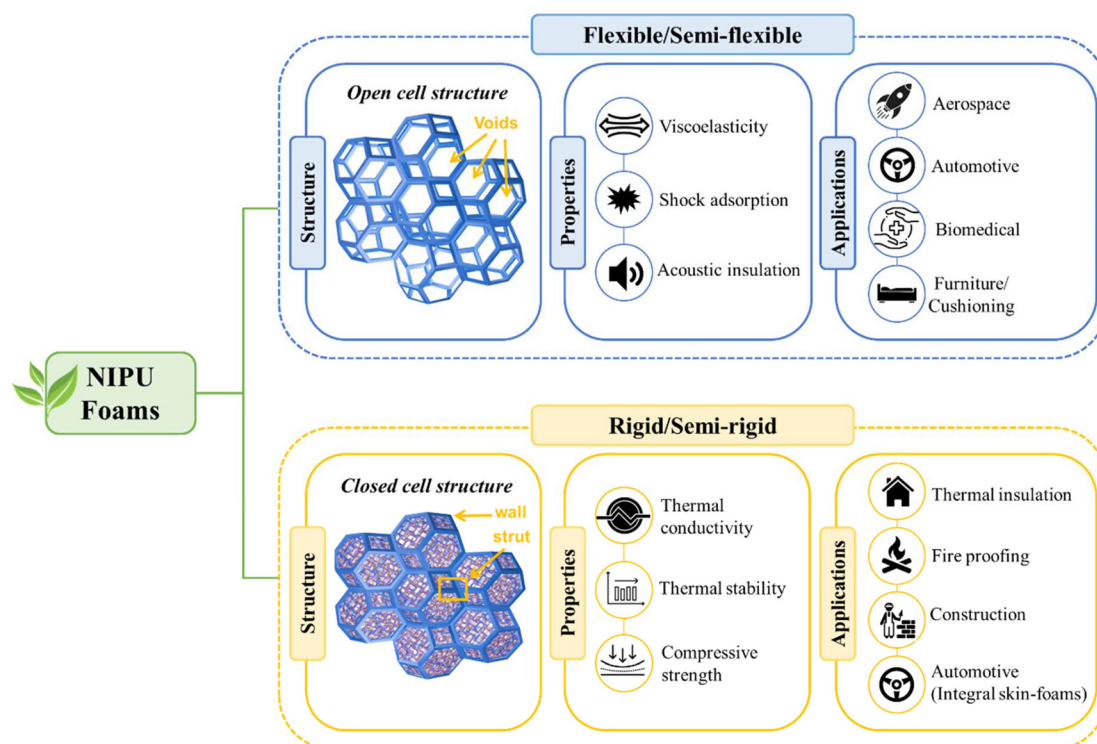 Flexible/Semi-flexible
Structure
Open cell structure
Voids
Properties
Viscoelasticity
Shock adsorption
Acoustic insulation
Applications
Aerospace
Automotive
Biomedical
Furniture/
Cushioning
NIPU
Foams
Rigid/Semi-rigid
Structure
Closed cell structure
wall
strut
Properties
Thermal
conductivity
Thermal stability
Compressive
strength
Applications
Thermal insulation
Fire proofing
Construction
Automotive
(Integral skin-foams)